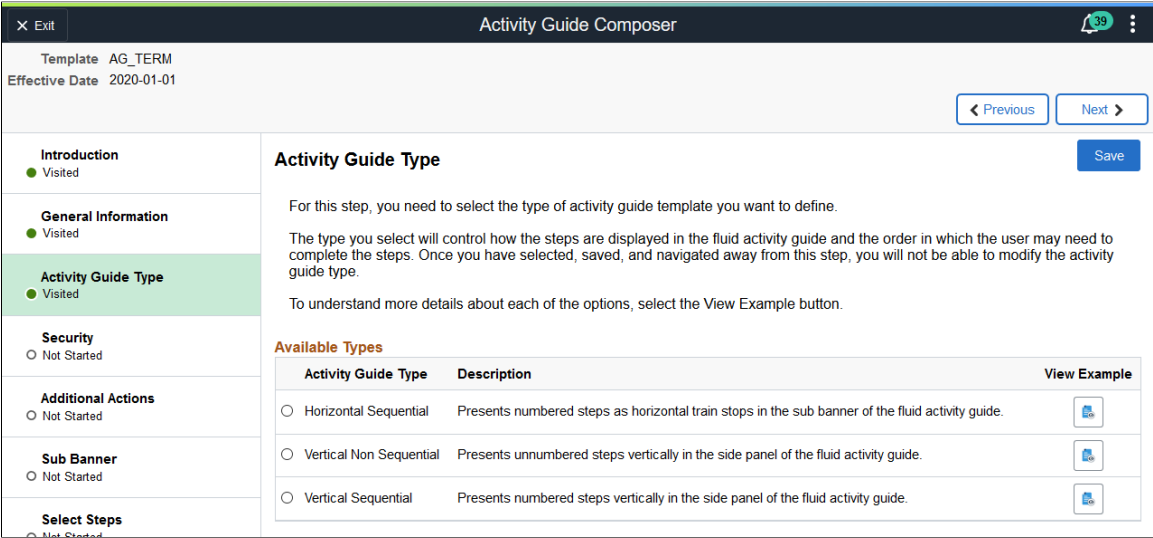 Exit
Activity Guide Composer
39
Template AG_TERM
Effective Date 2020-01-01
Previous
Next
Introduction
Visited
General Information
Visited
Activity Guide Type
Visited
Security
Not Started
Additional Actions
Not Started
Sub Banner
Not Started
Select Steps
Not Started
Activity Guide Type
Save
For this step, you need to select the type of activity guide template you want to define.
The type you select will control how the steps are displayed in the fluid activity guide and the order in which the user may need to
complete the steps. Once you have selected, saved, and navigated away from this step, you will not be able to modify the activity
guide type.
To understand more details about each of the options, select the View Example button.
Available Types
Activity Guide Type Description View Example
Horizontal Sequential Presents numbered steps as horizontal train stops in the sub banner of the fluid activity guide.
Vertical Non Sequential Presents unnumbered steps vertically in the side panel of the fluid activity guide.
Vertical Sequential Presents numbered steps vertically in the side panel of the fluid activity guide.